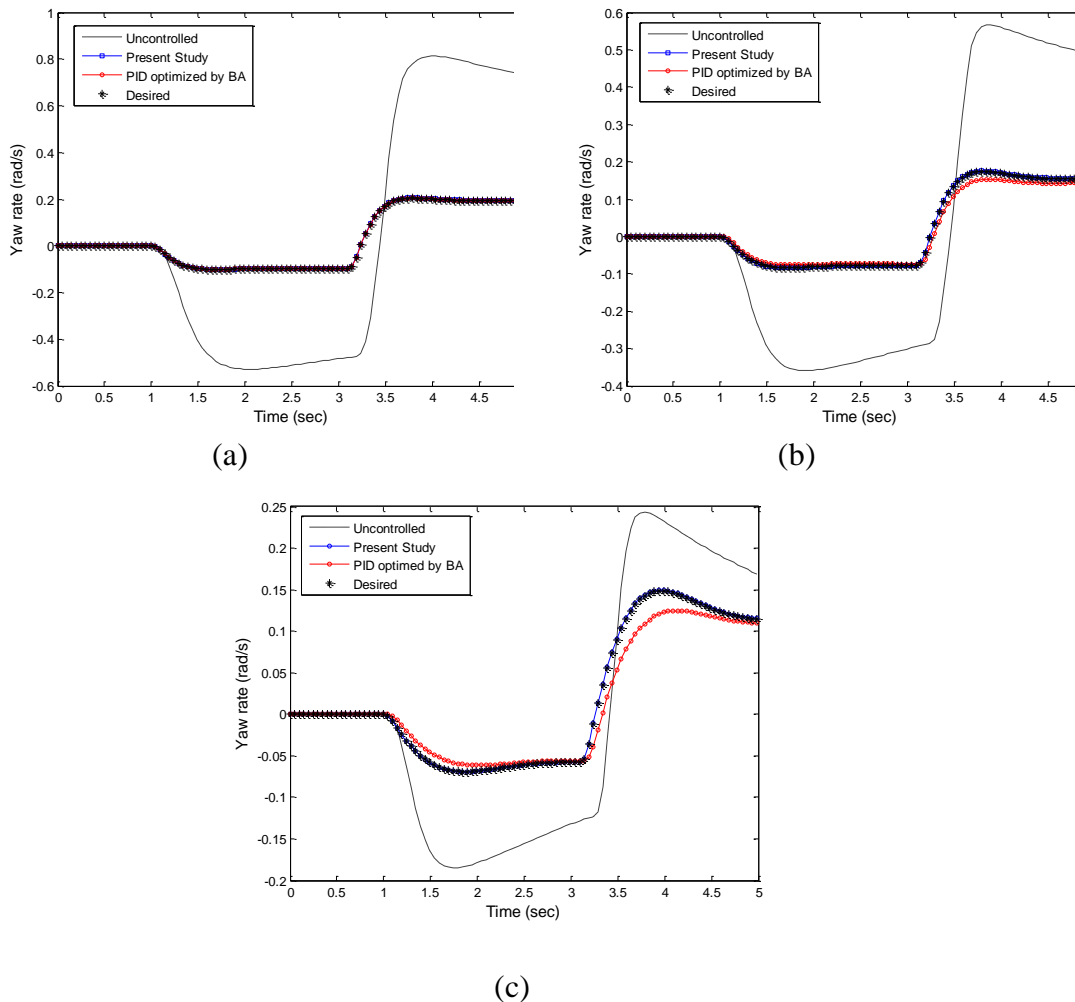 1
0.8
0.6
0.4
0.2
0
-0.2
-0.4
-0.6
Yaw rate (rad/s)
Uncontrolled
Present Study
PID optimized by BA
Desired
0 0.5 1 1.5 2 2.5 3 3.5 4 4.5
Time (sec)
(a)
0.6
0.5
0.4
0.3
0.2
0.1
0
-0.1
-0.2
-0.3
-0.4
Yaw rate (rad/s)
Uncontrolled
Present Study
PID optimized by BA
Desired
0 0.5 1 1.5 2 2.5 3 3.5 4 4.5
Time (sec)
(b)
0.25
0.2
0.15
0.1
0.05
0
-0.05
-0.1
-0.15
-0.2
Yaw rate (rad/s)
Uncontrolled
Present Study
PID optimed by BA
Desired
0 0.5 1 1.5 2 2.5 3 3.5 4 4.5 5
Time (sec)
(c)